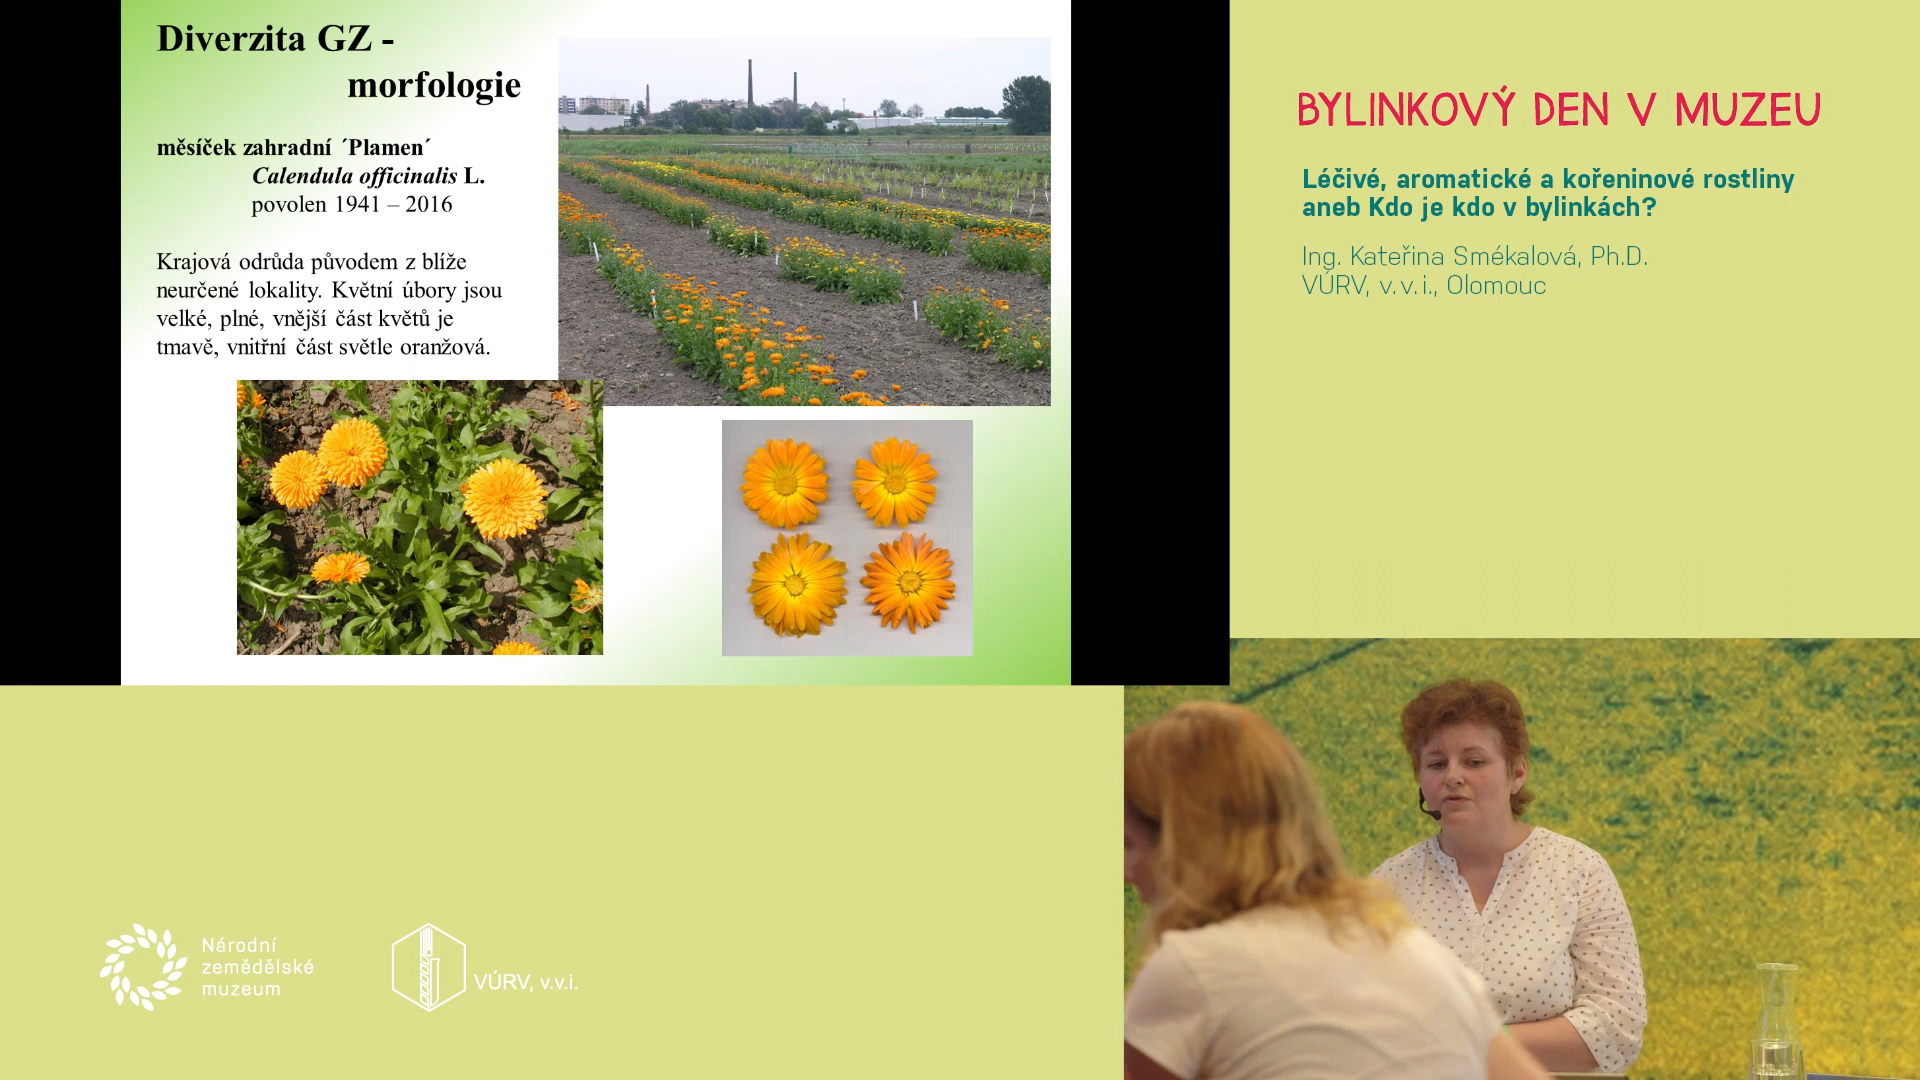 Diverzita GZ -
morfologie
měsíček zahradní ´Plamen´
Calendula officinalis L.
povolen 1941 – 2016
Krajová odrůda původem z blíže
neurčené lokality. Květní úbory jsou
velké, plné, vnější část květů je
tmavě, vnitřní část světle oranžová.
BYLINKOVÝ DEN V MUZEU
Léčivé, aromatické a kořeninové rostliny
aneb Kdo je kdo v bylinkách?
Ing. Kateřina Smékalová, Ph.D.
VÚRV, v. v. i., Olomouc
Národní
zemědělské
muzeum
VÚRV, v.v.i.